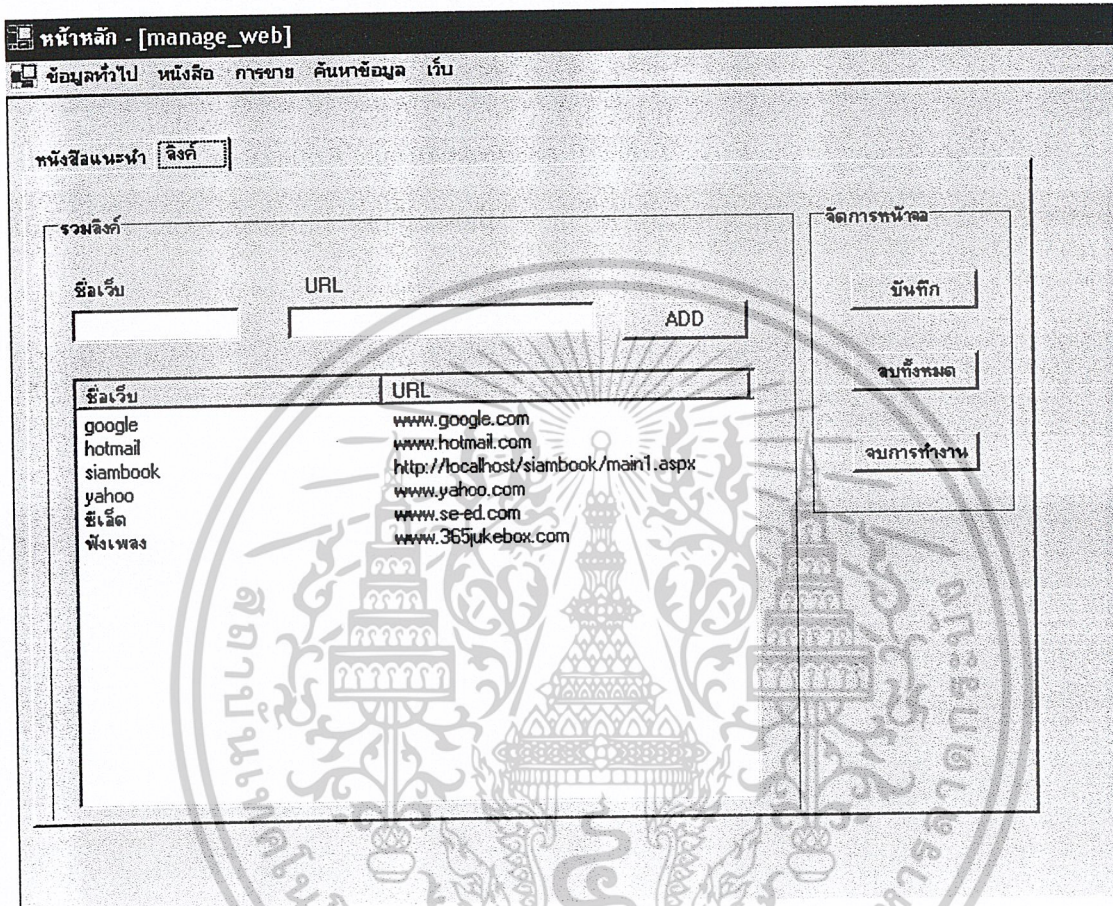 หน้าหลัก - [manage_web]
ข้อมูลทั่วไป หนังสือ การขาย ค้นหาข้อมูล เว็บ
หนังสือแนะนำ ลิงค์
รวมลิงค์
ชื่อเว็บ URL
ADD
ชื่อเว็บ URL
google www.google.com
hotmail www.hotmail.com
siambook http://localhost/siambook/main1.aspx
yahoo www.yahoo.com
ซีเอ็ด www.se-ed.com
ฟังเพลง www.365jukebox.com
จัดการหน้าจอ
บันทึก
ลบทั้งหมด
จบการทำงาน